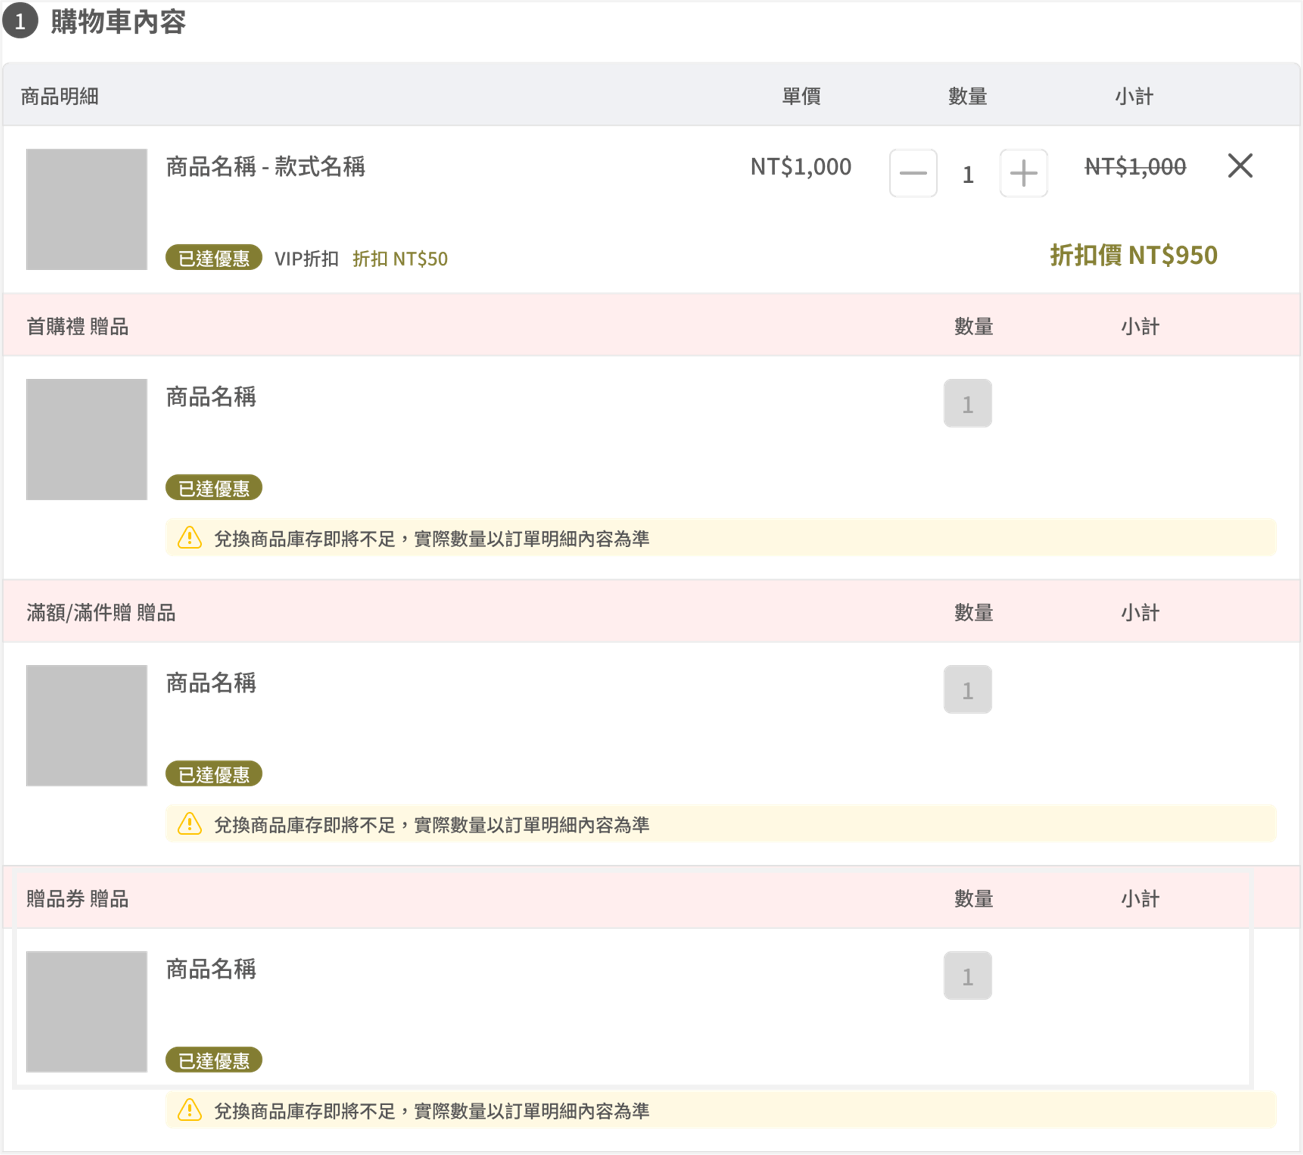 1 購物車內容
商品明細 單價 數量 小計
商品名稱 - 款式名稱 NT$1,000 1 NT$1,000
已達優惠 VIP折扣 折扣 NT$50 折扣價 NT$950
首購禮 贈品 數量 小計
商品名稱 1
已達優惠
兌換商品庫存即將不足，實際數量以訂單明細內容為準
滿額/滿件贈 贈品 數量 小計
商品名稱 1
已達優惠
兌換商品庫存即將不足，實際數量以訂單明細內容為準
贈品券 贈品 數量 小計
商品名稱 1
已達優惠
兌換商品庫存即將不足，實際數量以訂單明細內容為準